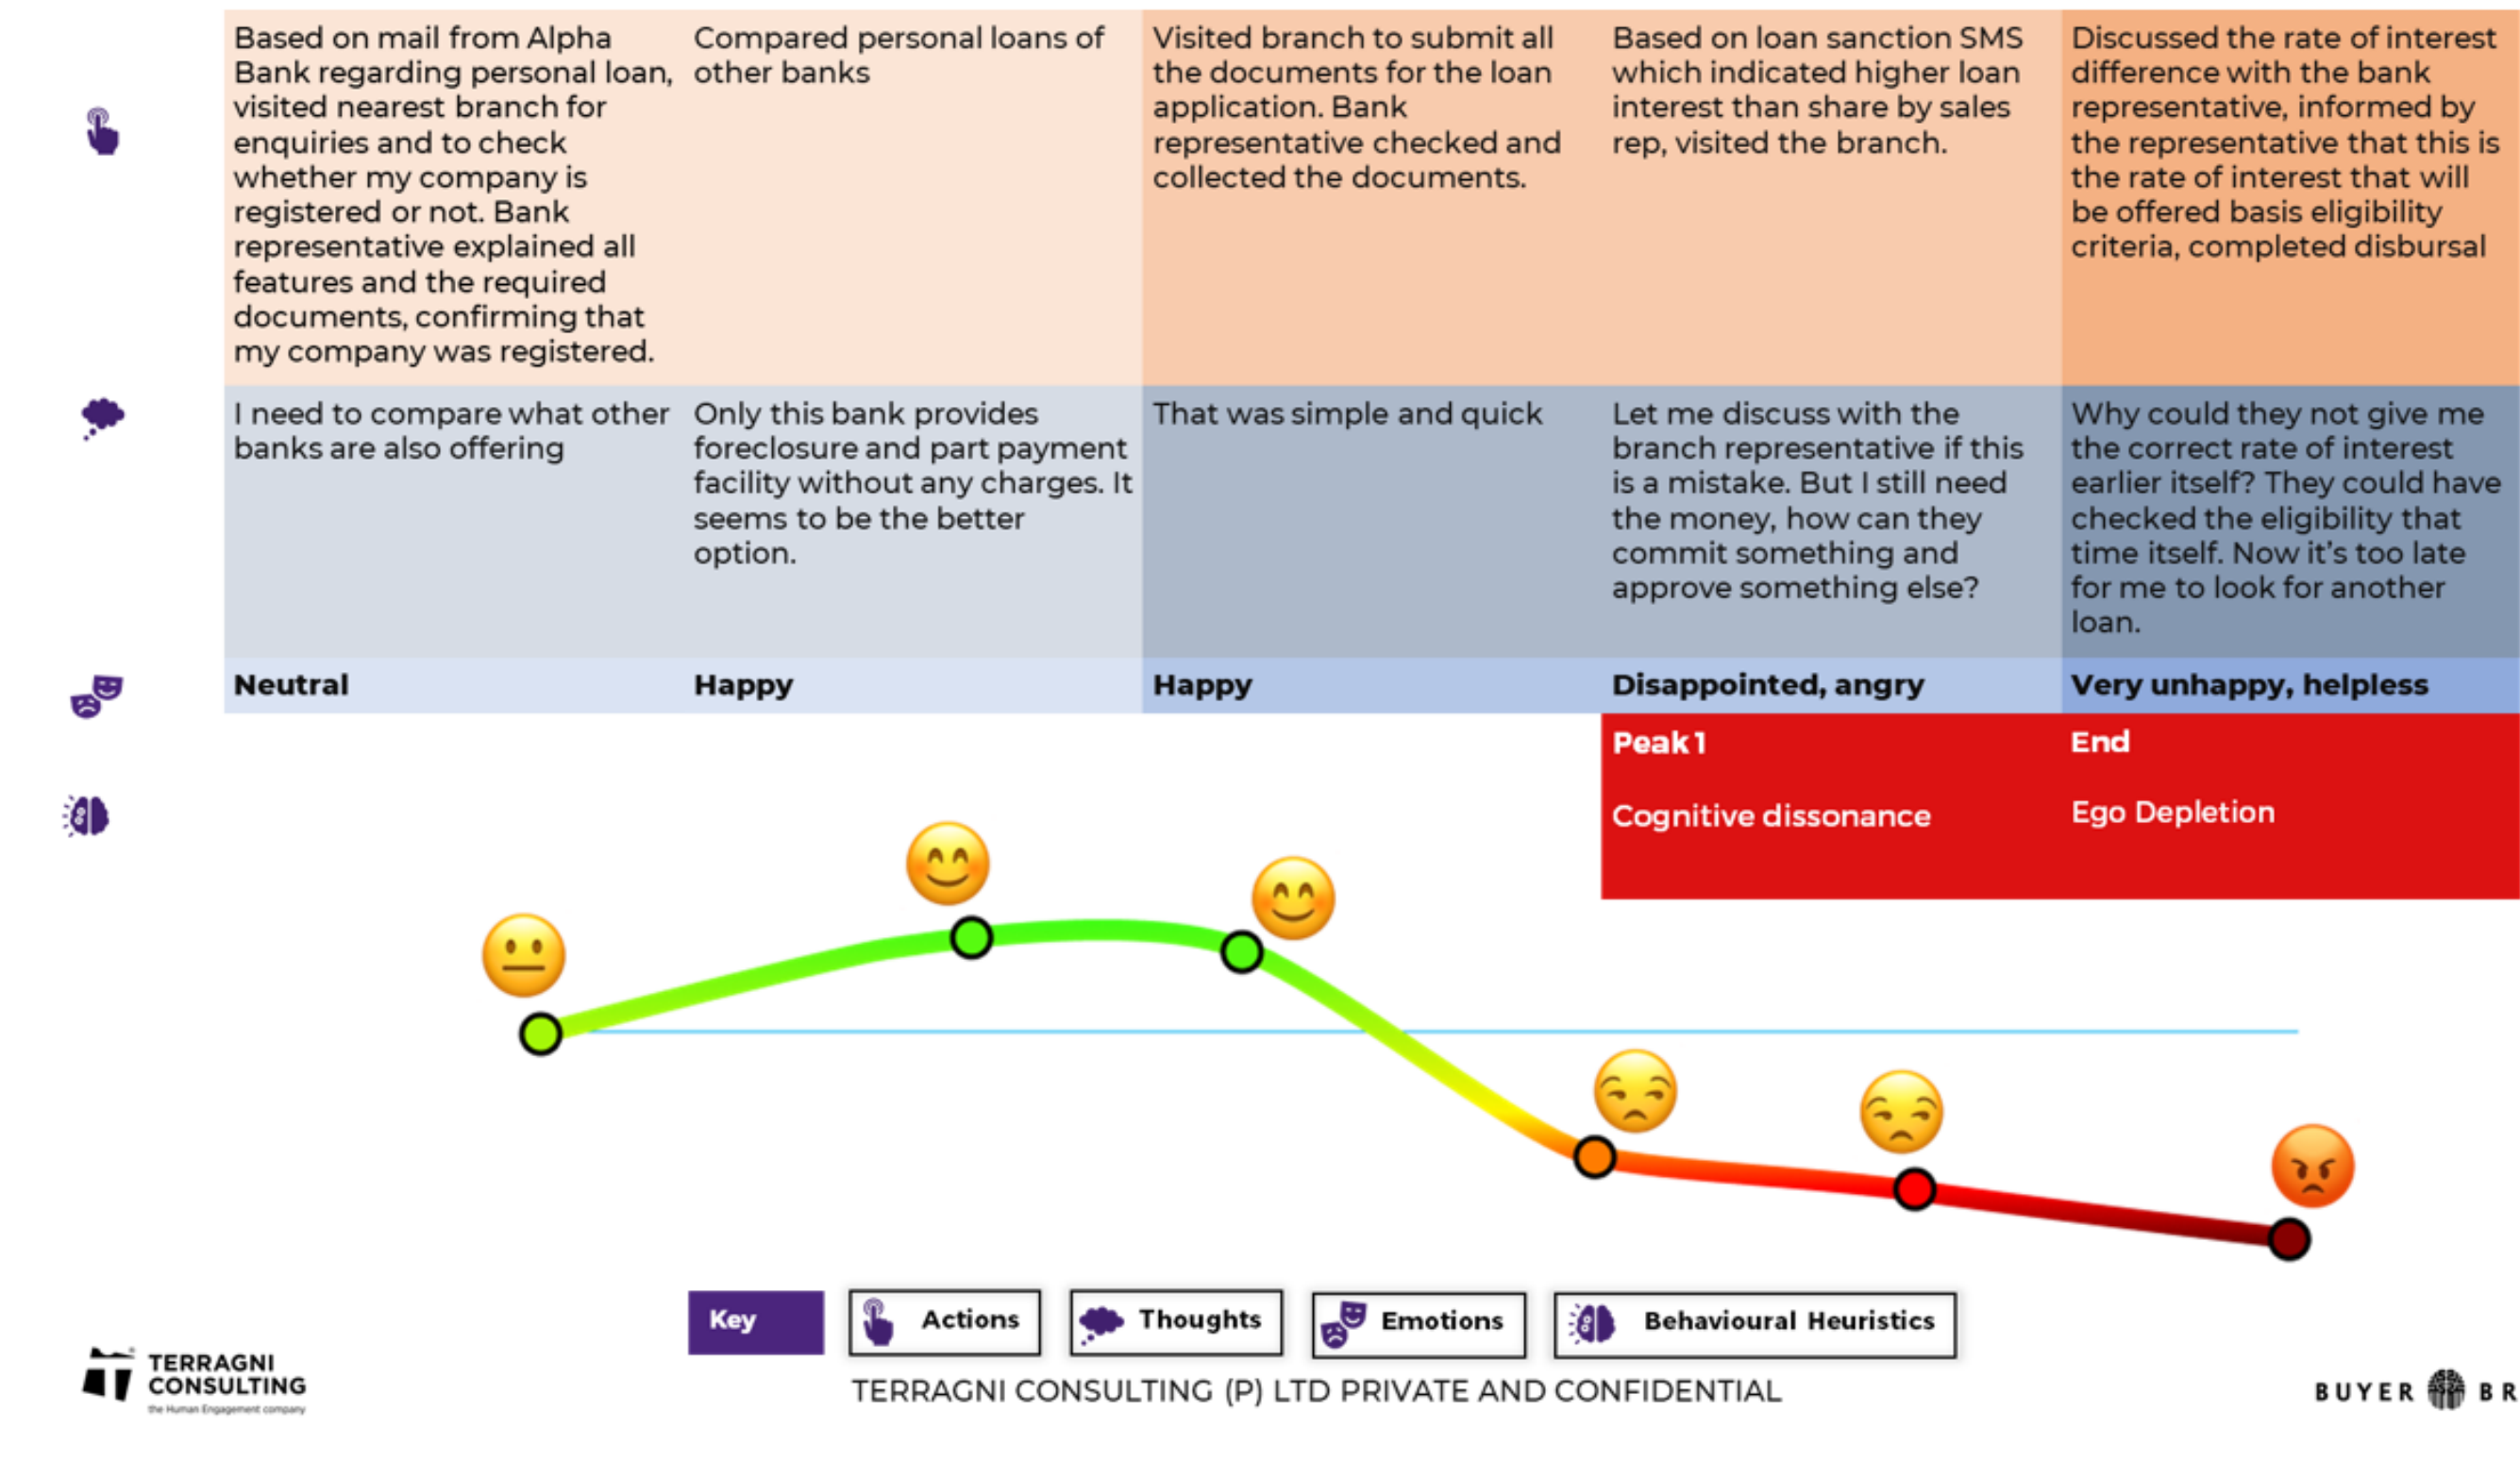 Based on mail from Alpha
Bank regarding personal loan,
visited nearest branch for
enquiries and to check
whether my company is
registered or not. Bank
representative explained all
features and the required
documents, confirming that
my company was registered.
Compared personal loans of
other banks
Visited branch to submit all
the documents for the loan
application. Bank
representative checked and
collected the documents.
Based on loan sanction SMS
which indicated higher loan
interest than share by sales
rep, visited the branch.
Discussed the rate of interest
difference with the bank
representative, informed by
the representative that this is
the rate of interest that will
be offered basis eligibility
criteria, completed disbursal
I need to compare what other
banks are also offering
Only this bank provides
foreclosure and part payment
facility without any charges. It
seems to be the better
option.
That was simple and quick
Let me discuss with the
branch representative if this
is a mistake. But I still need
the money, how can they
commit something and
approve something else?
Why could they not give me
the correct rate of interest
earlier itself? They could have
checked the eligibility that
time itself. Now it's too late
for me to look for another
loan.
Neutral
Happy
Happy
Disappointed, angry
Very unhappy, helpless
Peak 1
Cognitive dissonance
End
Ego Depletion
Key
Actions
Thoughts
Emotions
Behavioural Heuristics
TERRAGNI
CONSULTING
the Human Engagement company
TERRAGNI CONSULTING (P) LTD PRIVATE AND CONFIDENTIAL
BUYER BR